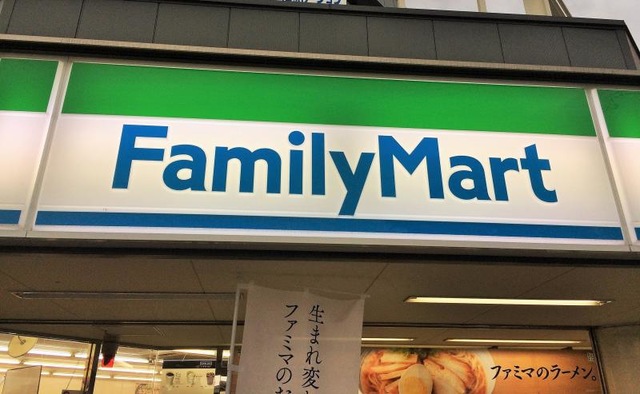 FamilyMart
生まれ変
ファミマの
ファミマのラーメン。